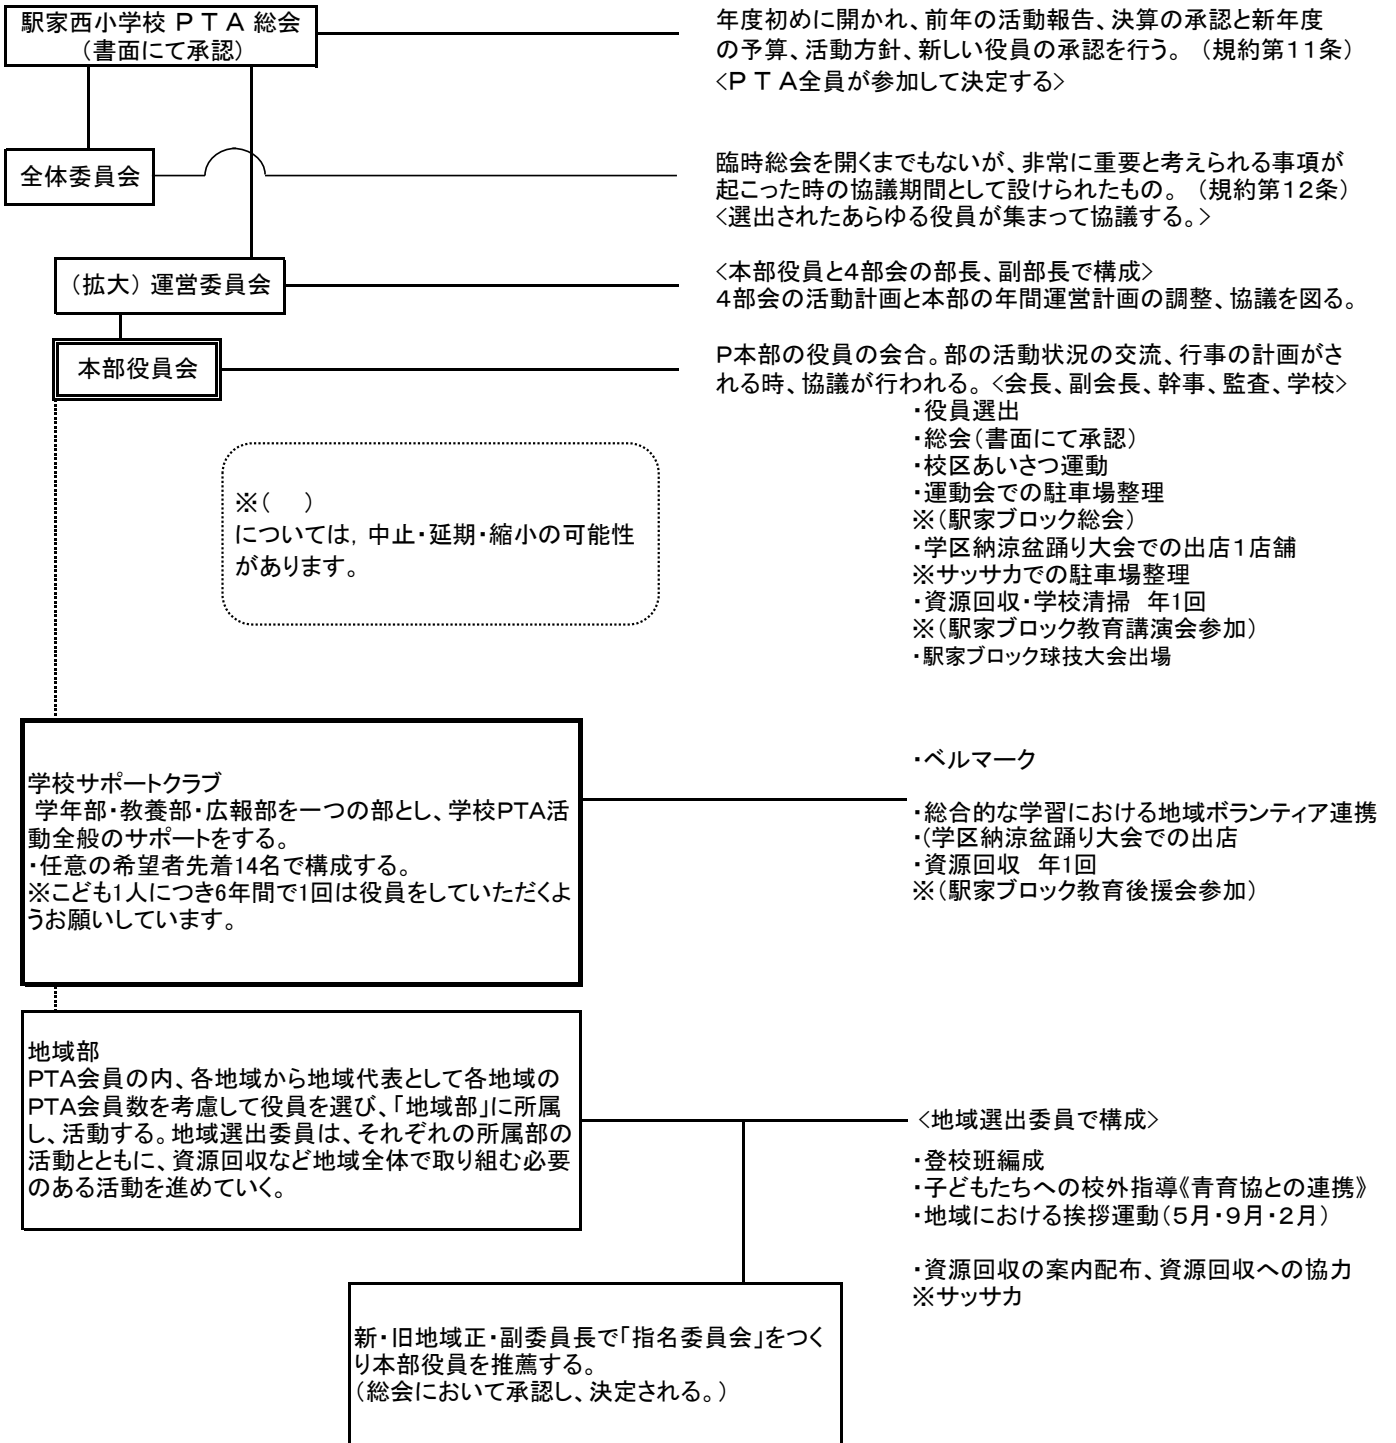 駅家西小学校 ＰＴＡ 総会
（書面にて承認）
年度初めに開かれ、前年の活動報告、決算の承認と新年度
の予算、活動方針、新しい役員の承認を行う。（規約第１１条）
<ＰＴＡ全員が参加して決定する>
全体委員会
臨時総会を開くまでもないが、非常に重要と考えられる事項が
起こった時の協議期間として設けられたもの。（規約第１２条）
<選出されたあらゆる役員が集まって協議する。>
（拡大）運営委員会
<本部役員と４部会の部長、副部長で構成>
４部会の活動計画と本部の年間運営計画の調整、協議を図る。
本部役員会
Ｐ本部の役員の会合。部の活動状況の交流、行事の計画がさ
れる時、協議が行われる。<会長、副会長、幹事、監査、学校>
・役員選出
・総会（書面にて承認）
・校区あいさつ運動
・運動会での駐車場整理
※（駅家ブロック総会）
・学区納涼盆踊り大会での出店１店舗
※サッサカでの駐車場整理
・資源回収・学校清掃　年1回
※（駅家ブロック教育講演会参加）
・駅家ブロック球技大会出場
※（　）
については，中止・延期・縮小の可能性
があります。
学校サポートクラブ
学年部・教養部・広報部を一つの部とし、学校PTA活
動全般のサポートをする。
・任意の希望者先着14名で構成する。
※こども1人につき6年間で1回は役員をしていただくよ
うお願いしています。
・ベルマーク
・総合的な学習における地域ボランティア連携
・（学区納涼盆踊り大会での出店
・資源回収　年1回
※（駅家ブロック教育後援会参加）
地域部
PTA会員の内、各地域から地域代表として各地域の
PTA会員数を考慮して役員を選び、「地域部」に所属
し、活動する。地域選出委員は、それぞれの所属部の
活動とともに、資源回収など地域全体で取り組む必要
のある活動を進めていく。
<地域選出委員で構成>
・登校班編成
・子どもたちへの校外指導《青育協との連携》
・地域における挨拶運動（５月・９月・２月）
・資源回収の案内配布、資源回収への協力
※サッサカ
新・旧地域正・副委員長で「指名委員会」をつく
り本部役員を推薦する。
（総会において承認し、決定される。）